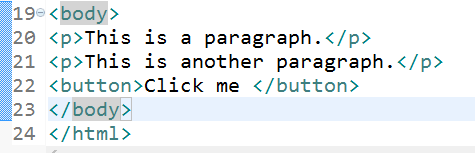 19 <body>
20 <p>This is a paragraph.</p>
21 <p>This is another paragraph.</p>
22 <button>Click me </button>
23 </body>
24 </html>